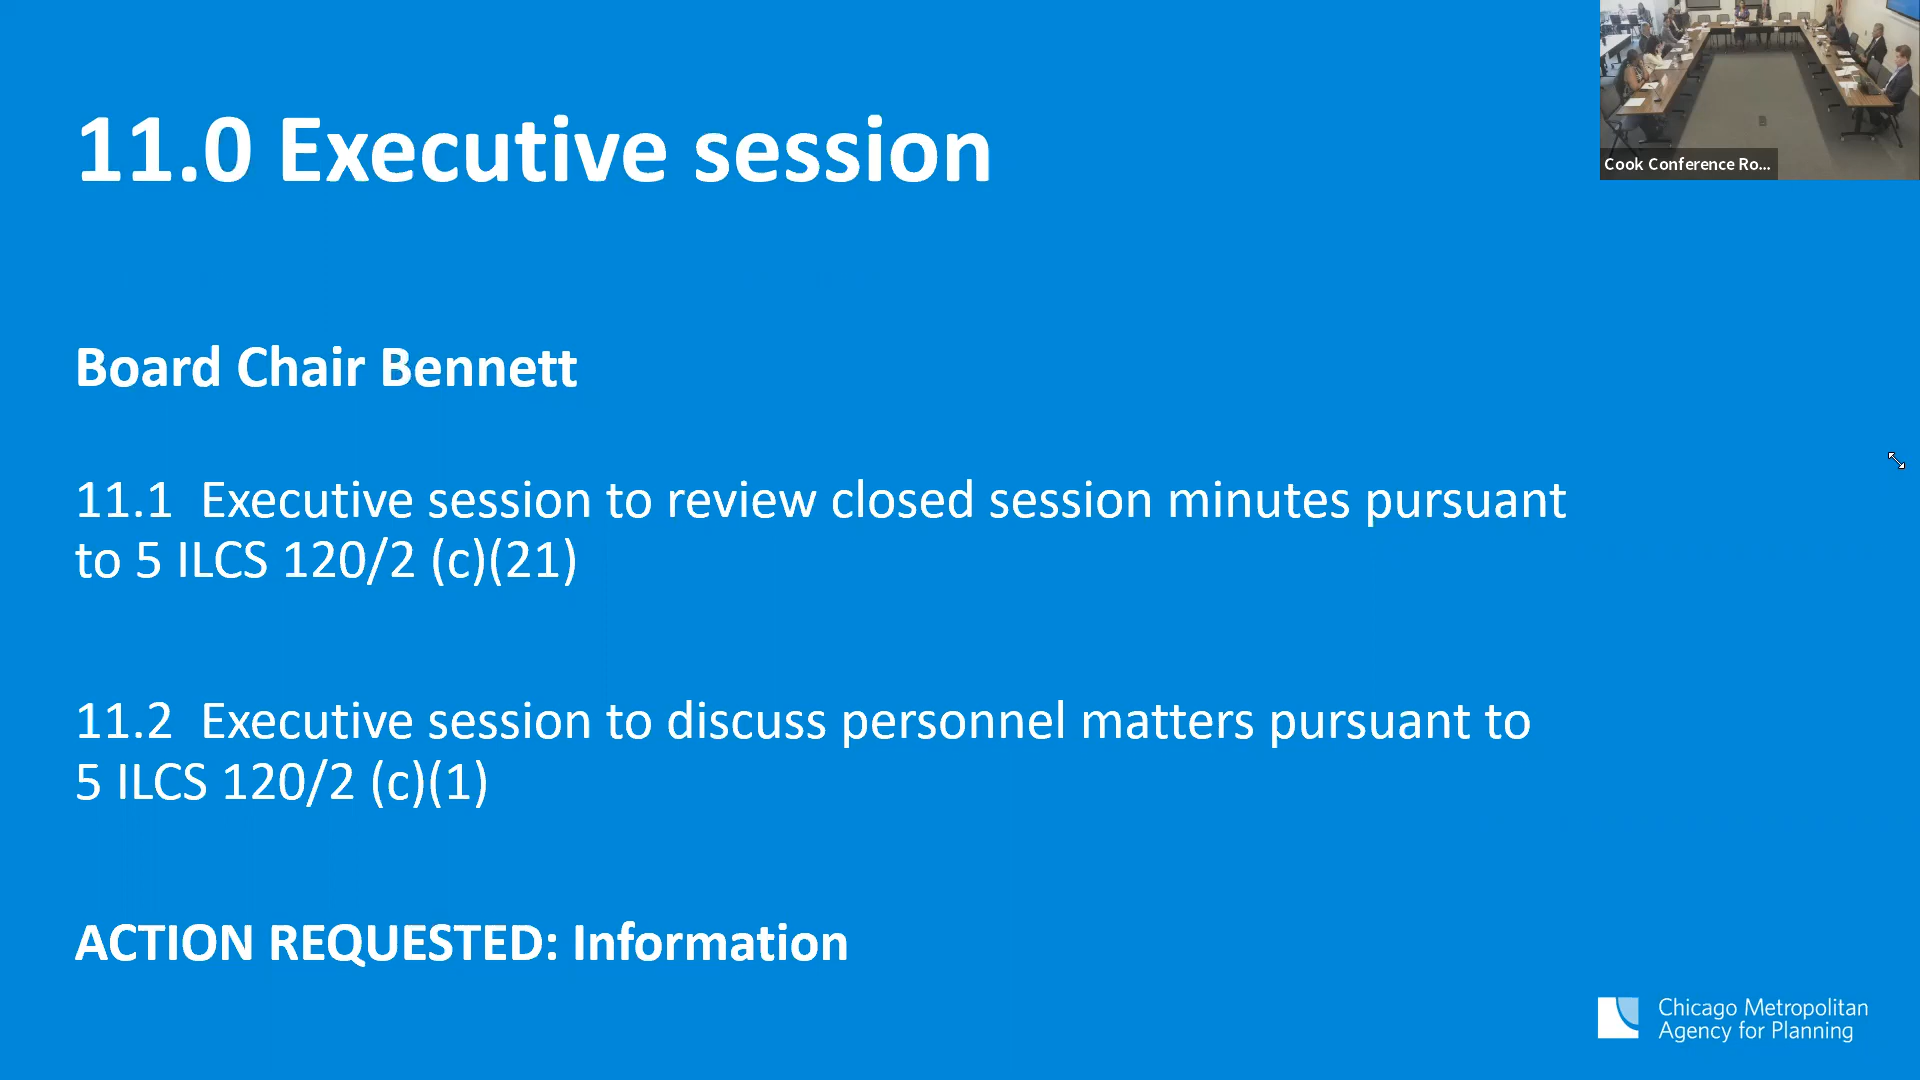 11.0 Executive session
Cook Conference Ro...
Board Chair Bennett
11.1 Executive session to review closed session minutes pursuant
to 5 ILCS 120/2 (c)(21)
11.2 Executive session to discuss personnel matters pursuant to
5 ILCS 120/2 (c)(1)
ACTION REQUESTED: Information
Chicago Metropolitan
Agency for Planning